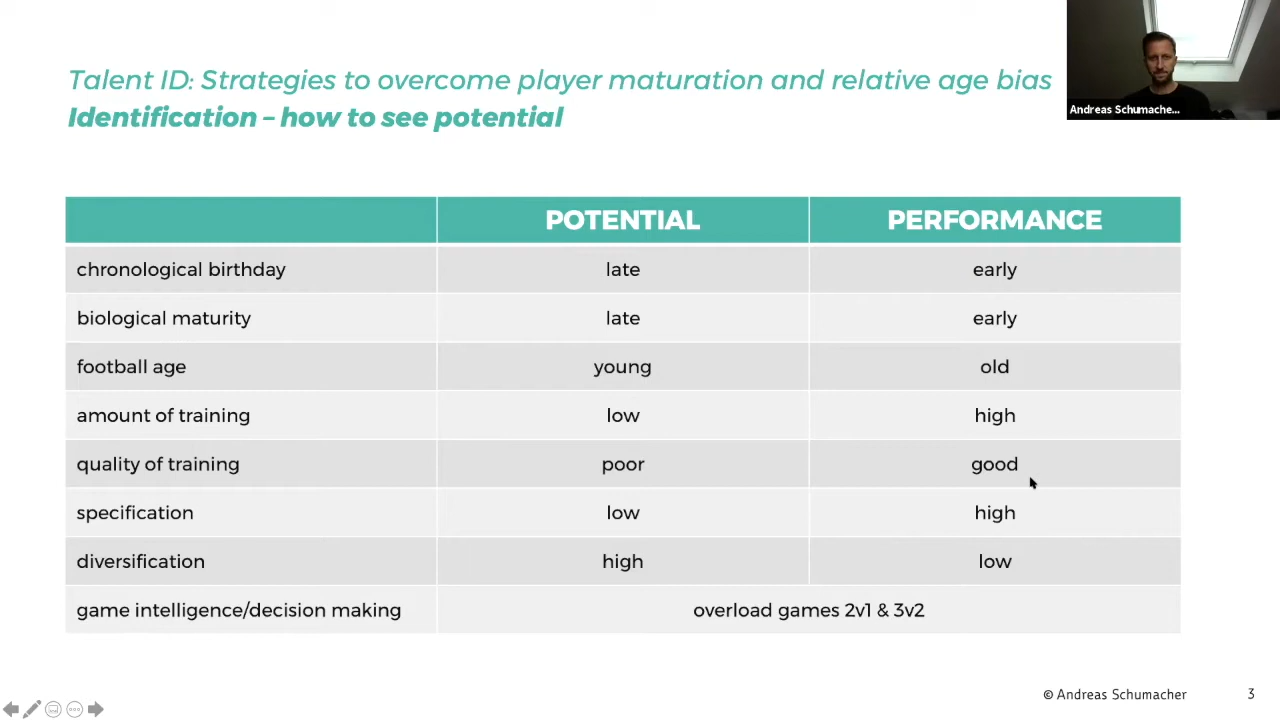 Talent ID: Strategies to overcome player maturation and relative age bias
Identification – how to see potential
Andreas Schumache...
POTENTIAL PERFORMANCE
chronological birthday late early
biological maturity late early
football age young old
amount of training low high
quality of training poor good
specification low high
diversification high low
game intelligence/decision making overload games 2v1 & 3v2
© Andreas Schumacher 3